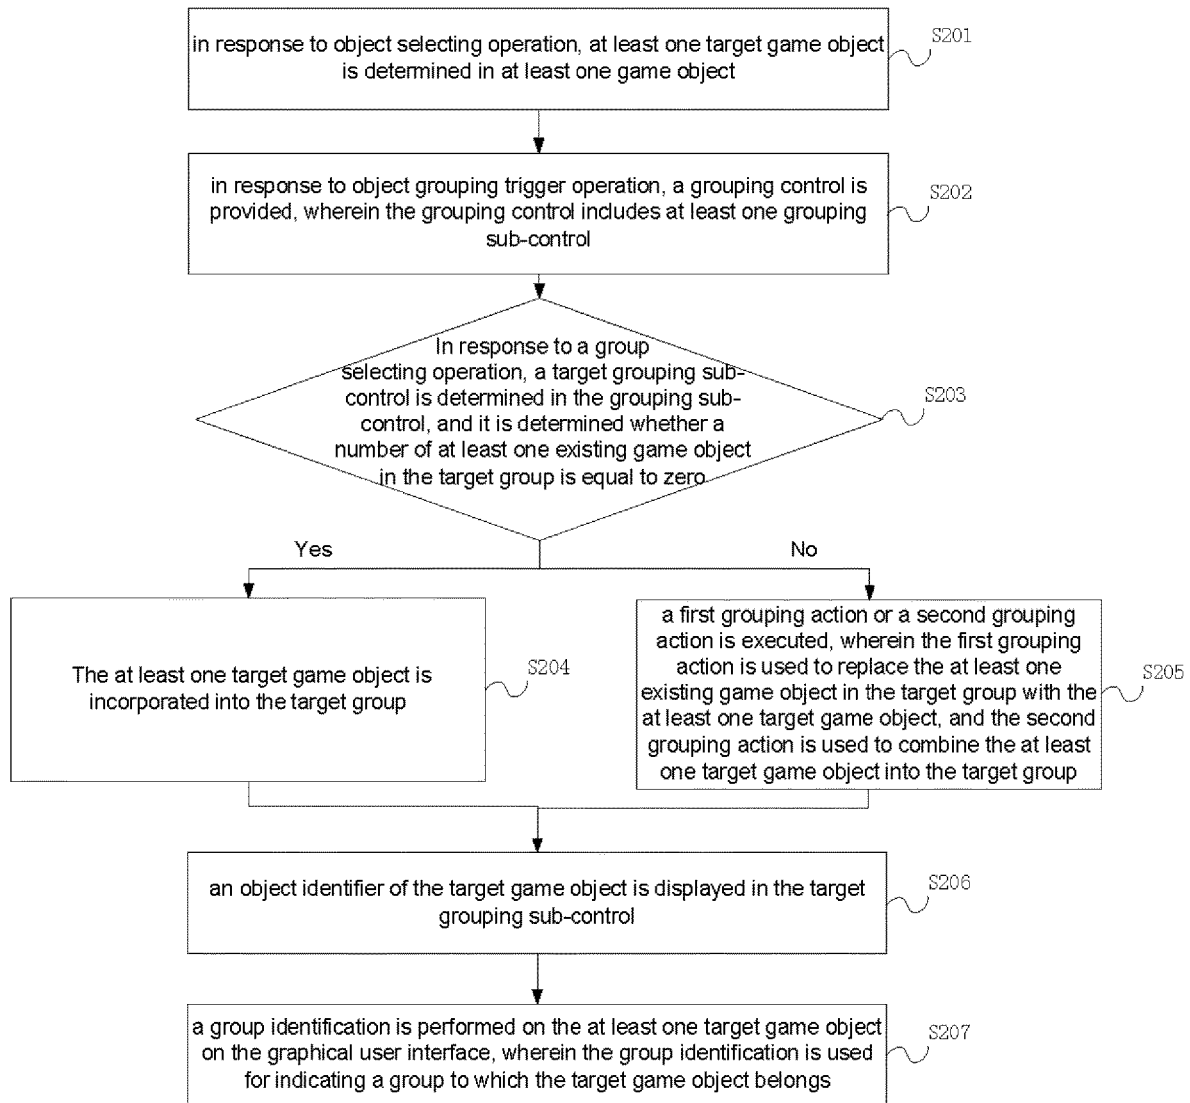 in response to object selecting operation, at least one target game object
is determined in at least one game object
S201
in response to object grouping trigger operation, a grouping control is
provided, wherein the grouping control includes at least one grouping
sub-control
S202
In response to a group
selecting operation, a target grouping sub-
control is determined in the grouping sub-
control, and it is determined whether a
number of at least one existing game object
in the target group is equal to zero
S203
Yes
No
The at least one target game object is
incorporated into the target group
S204
a first grouping action or a second grouping
action is executed, wherein the first grouping
action is used to replace the at least one
existing game object in the target group with the
at least one target game object, and the second
grouping action is used to combine the at least
one target game object into the target group
S205
an object identifier of the target game object is displayed in the target
grouping sub-control
S206
a group identification is performed on the at least one target game object
on the graphical user interface, wherein the group identification is used
for indicating a group to which the target game object belongs
S207